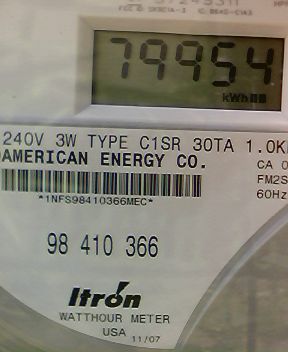 79954
kWh
240V 3W TYPE C1SR 30TA 1.0K
AMERICAN ENERGY CO.
CA 0
FM2S
*1NFS98410366MEC*
60Hz
98 410 366
Itron
WATTHOUR METER
USA 11/07